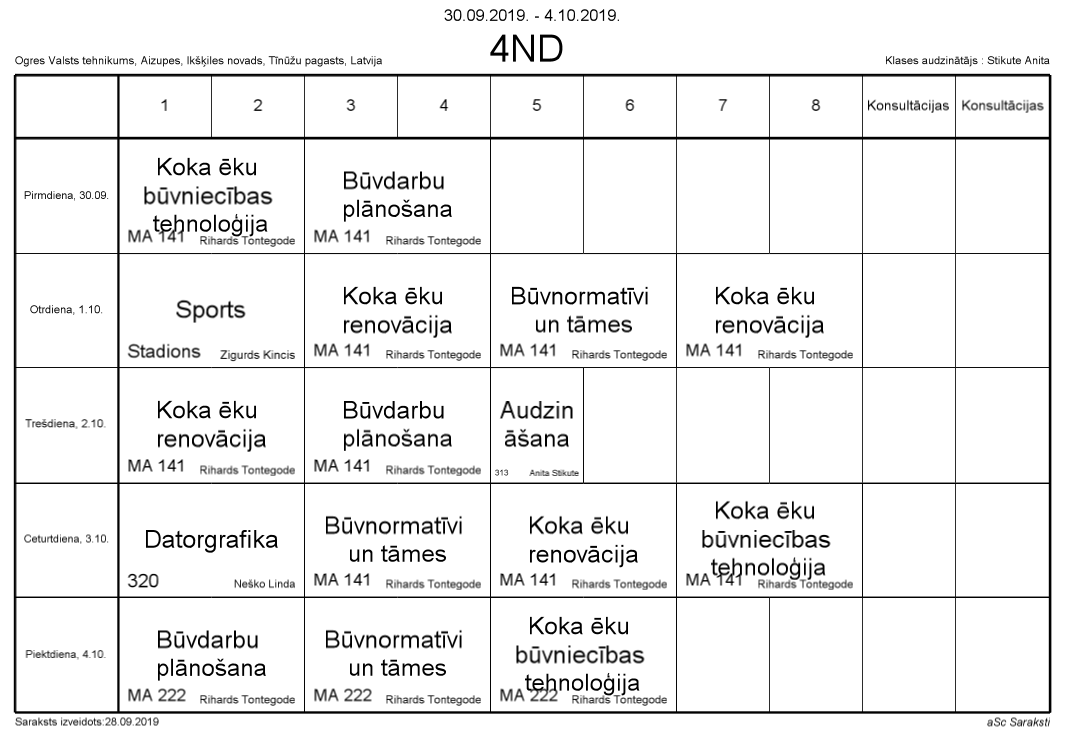 30.09.2019. - 4.10.2019.
4ND
Ogres Valsts tehnikums, Aizupes, Ikšķiles novads, Tīnūžu pagasts, Latvija
Klases audzinātājs : Stikute Anita
1 2 3 4 5 6 7 8 Konsultācijas Konsultācijas
Pirmdiena, 30.09.
Koka ēku
būvniecības
tehnoloģija
MA 141 Rihards Tontegode
Būvdarbu
plānošana
MA 141 Rihards Tontegode
Otrdiena, 1.10.
Sports
Stadions Zigurds Kincis
Koka ēku
renovācija
MA 141 Rihards Tontegode
Būvnormatīvi
un tāmes
MA 141 Rihards Tontegode
Koka ēku
renovācija
MA 141 Rihards Tontegode
Trešdiena, 2.10.
Koka ēku
renovācija
MA 141 Rihards Tontegode
Būvdarbu
plānošana
MA 141 Rihards Tontegode
Audzin
āšana
313 Anita Stikute
Ceturtdiena, 3.10.
Datorgrafika
320 Neško Linda
Būvnormatīvi
un tāmes
MA 141 Rihards Tontegode
Koka ēku
renovācija
MA 141 Rihards Tontegode
Koka ēku
būvniecības
tehnoloģija
MA 141 Rihards Tontegode
Piektdiena, 4.10.
Būvdarbu
plānošana
MA 222 Rihards Tontegode
Būvnormatīvi
un tāmes
MA 222 Rihards Tontegode
Koka ēku
būvniecības
tehnoloģija
MA 222 Rihards Tontegode
Saraksts izveidots:28.09.2019
aSc Saraksti